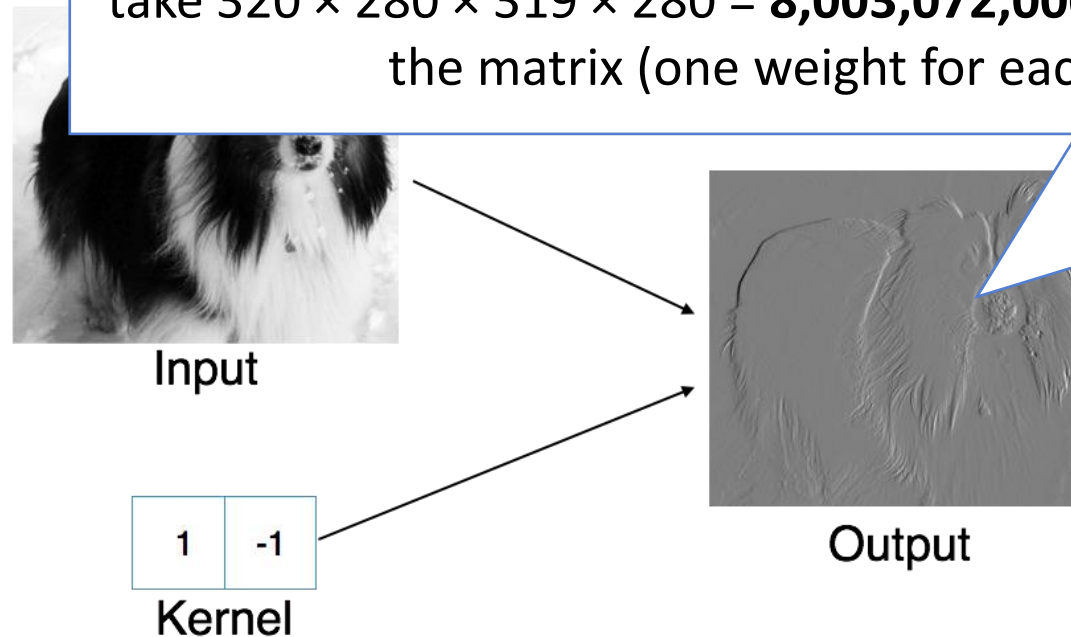 take 320 × 280 × 319 × 280 = 8,003,072,00
the matrix (one weight for eac
Input
1 -1
Output
Kernel